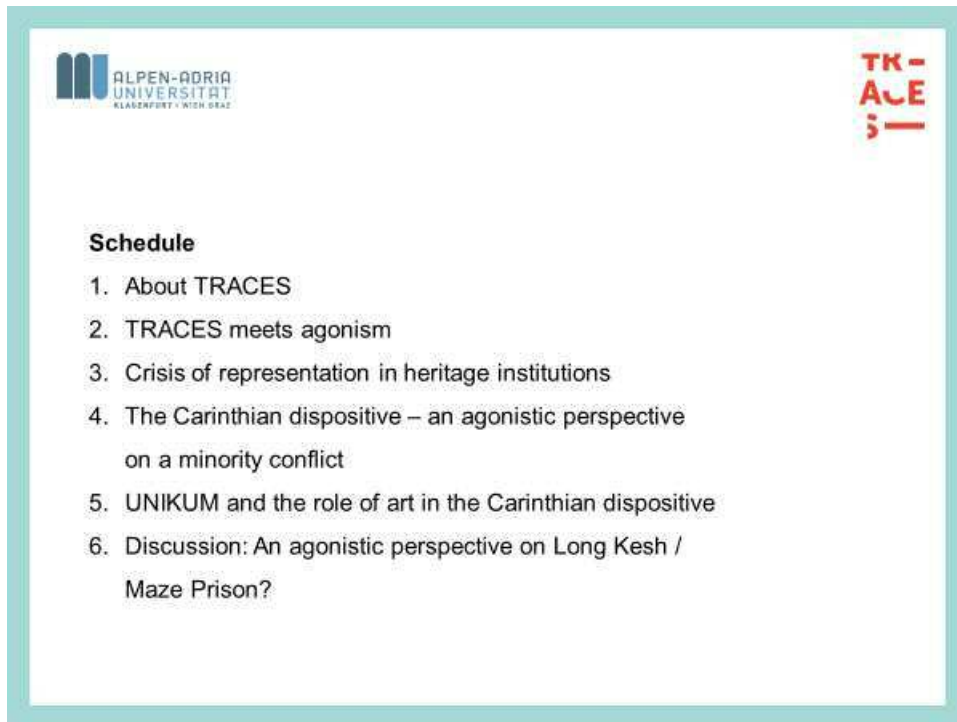 ALPEN-ADRIA
UNIVERSITÄT
KLAGENFURT • WIEN GRAZ
TR
ACE
S
Schedule
1. About TRACES
2. TRACES meets agonism
3. Crisis of representation in heritage institutions
4. The Carinthian dispositive – an agonistic perspective
on a minority conflict
5. UNIKUM and the role of art in the Carinthian dispositive
6. Discussion: An agonistic perspective on Long Kesh /
Maze Prison?